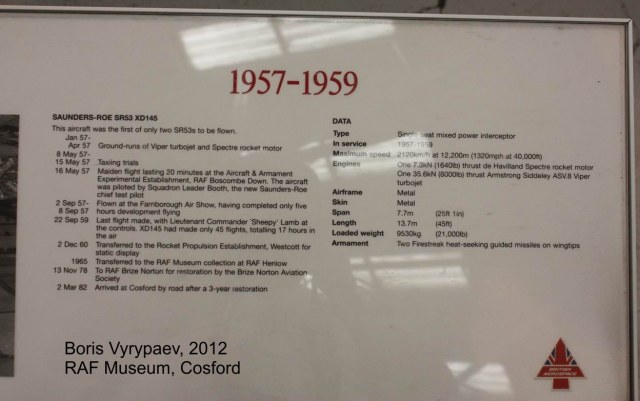 1957-1959
SAUNDERS-ROE SR53 XD145
This aircraft was the first of only two SR53s to be flown.
Jan 57-
Apr 57 Ground-runs of Viper turbojet and Spectre rocket motor
8 May 57-
15 May 57 Taxiing trials
16 May 57 Maiden flight lasting 20 minutes at the Aircraft & Armament
Experimental Establishment, RAF Boscombe Down. The aircraft
was piloted by Squadron Leader Booth, the new Saunders-Roe
chief test pilot
2 Sep 57- Flown at the Farnborough Air Show, having completed only five
8 Sep 57 hours development flying
22 Sep 59 Last flight made, with Lieutenant Commander 'Sheepy' Lamb at
the controls. XD145 had made only 45 flights, totalling 17 hours in
the air
2 Dec 60 Transferred to the Rocket Propulsion Establishment, Westcott for
static display
1965 Transferred to the RAF Museum collection at RAF Henlow
13 Nov 78 To RAF Brize Norton for restoration by the Brize Norton Aviation
Society
2 Mar 82 Arrived at Cosford by road after a 3-year restoration
DATA
Type Single seat mixed power interceptor
In service 1957-1959
Maximum speed 2120km/h at 12,200m (1320mph at 40,000ft)
Engines One 7.3kN (1640lb) thrust de Havilland Spectre rocket motor
One 35.6kN (8000lb) thrust Armstrong Siddeley ASV.8 Viper
turbojet
Airframe Metal
Skin Metal
Span 7.7m (25ft 1in)
Length 13.7m (45ft)
Loaded weight 9530kg (21,000lb)
Armament Two Firestreak heat-seeking guided missiles on wingtips
BRITISH
AEROSPACE
Boris Vyrypaev, 2012
RAF Museum, Cosford